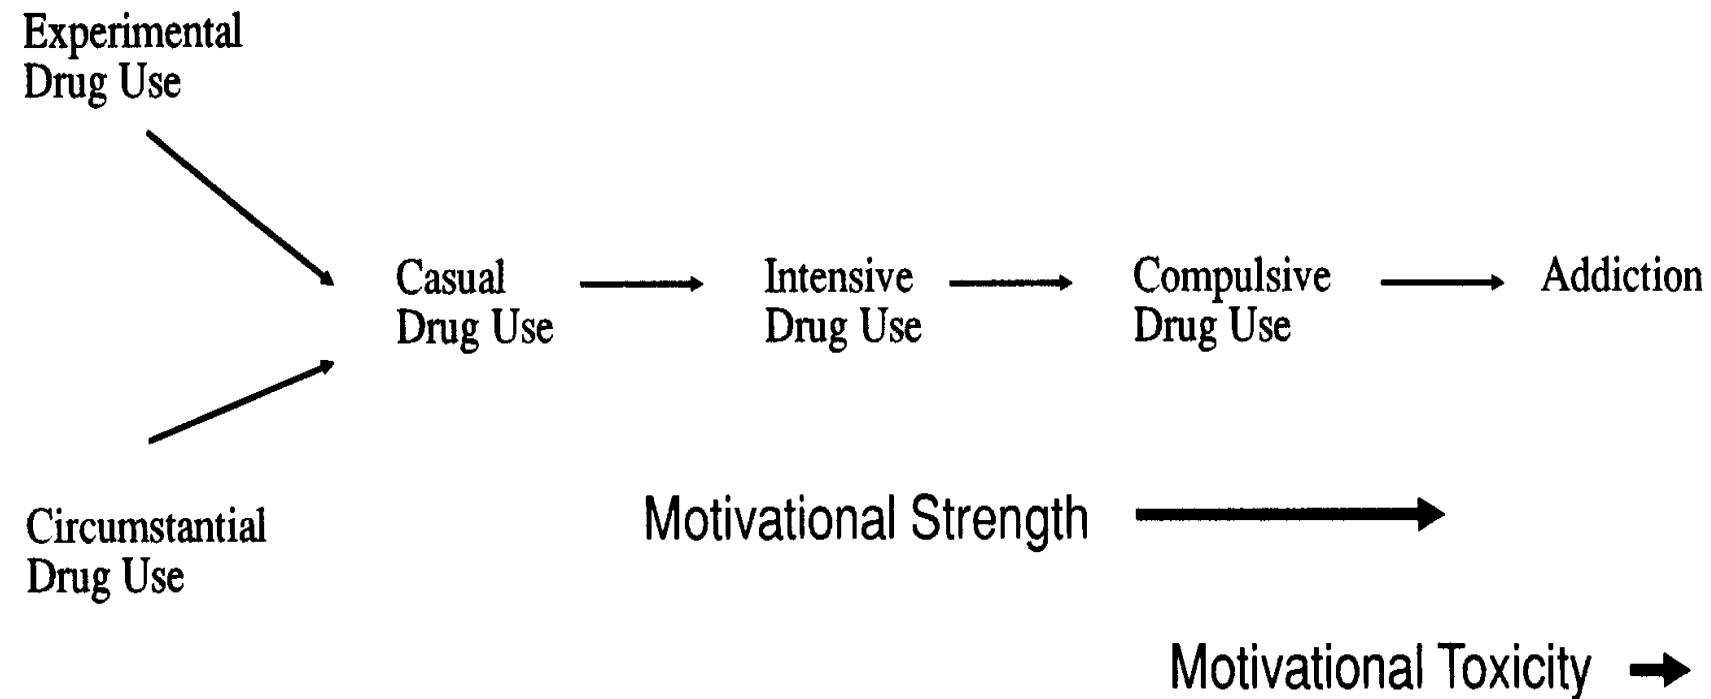 Experimental
Drug Use
Casual
Drug Use
Intensive
Drug Use
Compulsive
Drug Use
Addiction
Circumstantial
Drug Use
Motivational Strength
Motivational Toxicity